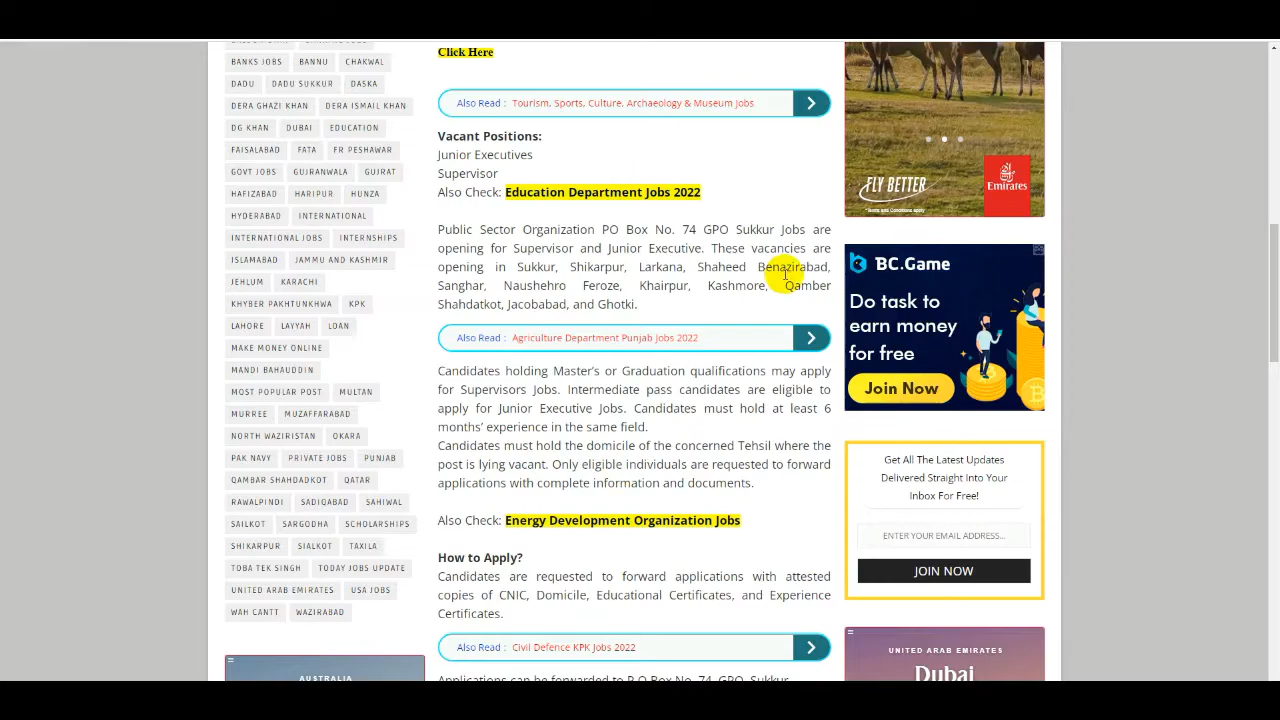 BANKS JOBS BANNU CHAKWAL
DADU DADU SUKKUR DASKA
DERA GHAZI KHAN DERA ISMAIL KHAN
DG KHAN DUBAI EDUCATION
FAISALABAD FATA FR PESHAWAR
GOVT JOBS GUJRANWALA GUJRAT
HAFIZABAD HARIPUR HUNZA
HYDERABAD INTERNATIONAL
INTERNATIONAL JOBS INTERNSHIPS
ISLAMABAD JAMMU AND KASHMIR
JEHLUM KARACHI
KHYBER PAKHTUNKHWA KPK
LAHORE LAYYAH LOAN
MAKE MONEY ONLINE
MANDI BAHAUDDIN
MOST POPULAR POST MULTAN
MURREE MUZAFFARABAD
NORTH WAZIRISTAN OKARA
PAK NAVY PRIVATE JOBS PUNJAB
QAMBAR SHAHDADKOT QATAR
RAWALPINDI SADIQABAD SAHIWAL
SAILKOT SARGODHA SCHOLARSHIPS
SHIKARPUR SIALKOT TAXILA
TOBA TEK SINGH TODAY JOBS UPDATE
UNITED ARAB EMIRATES USA JOBS
WAH CANTT WAZIRABAD
AUSTRALIA
Click Here
Also Read : Tourism, Sports, Culture, Archaeology & Museum Jobs
Vacant Positions:
Junior Executives
Supervisor
Also Check: Education Department Jobs 2022
Public Sector Organization PO Box No. 74 GPO Sukkur Jobs are
opening for Supervisor and Junior Executive. These vacancies are
opening in Sukkur, Shikarpur, Larkana, Shaheed Benazirabad,
Sanghar, Naushehro Feroze, Khairpur, Kashmore, Qamber
Shahdatkot, Jacobabad, and Ghotki.
Also Read : Agriculture Department Punjab Jobs 2022
Candidates holding Master's or Graduation qualifications may apply
for Supervisors Jobs. Intermediate pass candidates are eligible to
apply for Junior Executive Jobs. Candidates must hold at least 6
months' experience in the same field.
Candidates must hold the domicile of the concerned Tehsil where the
post is lying vacant. Only eligible individuals are requested to forward
applications with complete information and documents.
Also Check: Energy Development Organization Jobs
How to Apply?
Candidates are requested to forward applications with attested
copies of CNIC, Domicile, Educational Certificates, and Experience
Certificates.
Also Read : Civil Defence KPK Jobs 2022
Applications can be forwarded to P.O Box No. 74, GPO, Sukkur.
FLY BETTER
Emirates
BC.GAME
Do task to
earn money
for free
Join Now
Get All The Latest Updates
Delivered Straight Into Your
Inbox For Free!
ENTER YOUR EMAIL ADDRESS...
JOIN NOW
UNITED ARAB EMIRATES
Dubai